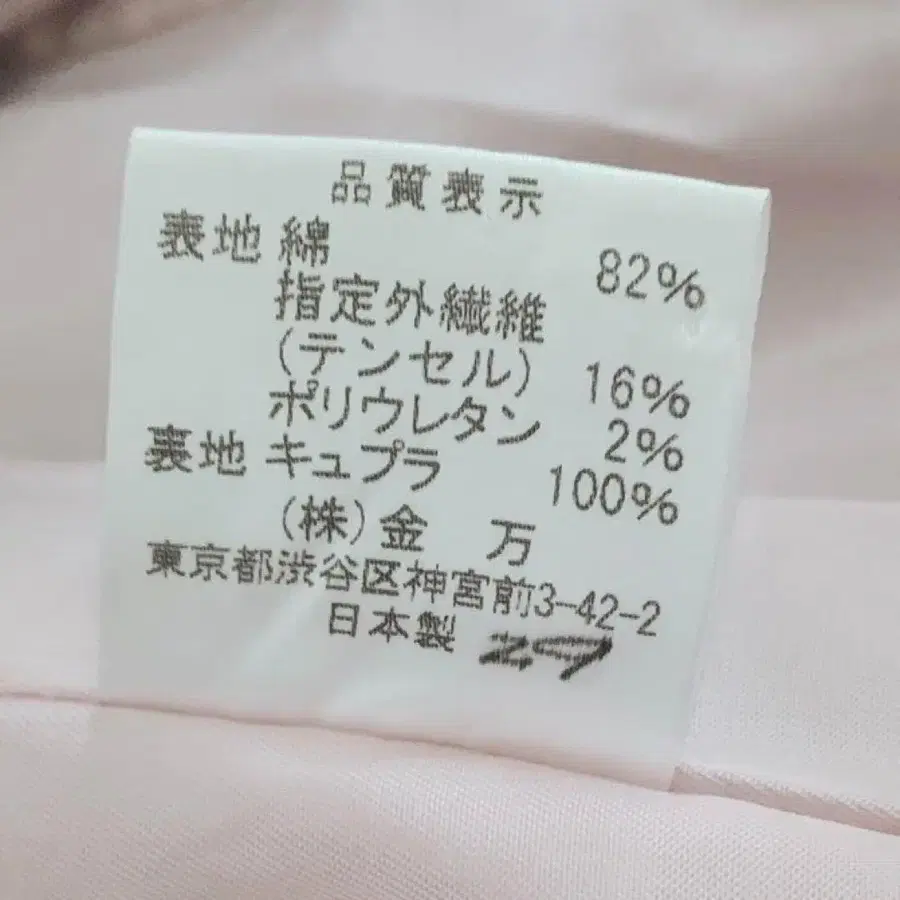 品質表示
表地 綿 82%
指定外繊維
(テンセル) 16%
ポリウレタン 2%
表地 キュプラ 100%
(株)金 万
東京都渋谷区神宮前3-42-2
日本製